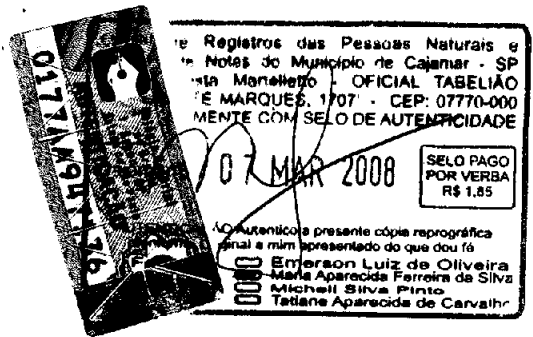 Registros das Pessoas Naturais e
Notas do Município de Cajamar - SP
Martelletto - OFICIAL TABELIÃO
E MARQUES, 1707 - CEP: 07770-000
MENTE COM SELO DE AUTENTICIDADE
07 MAR 2008
SELO PAGO
POR VERBA
R$ 1,85
Autentico a presente cópia reprográfica
a mim apresentado do que dou fé
Emerson Luiz de Oliveira
Maria Aparecida Ferreira da Silva
Michell Silva Pinto
Tatiane Aparecida de Carvalho